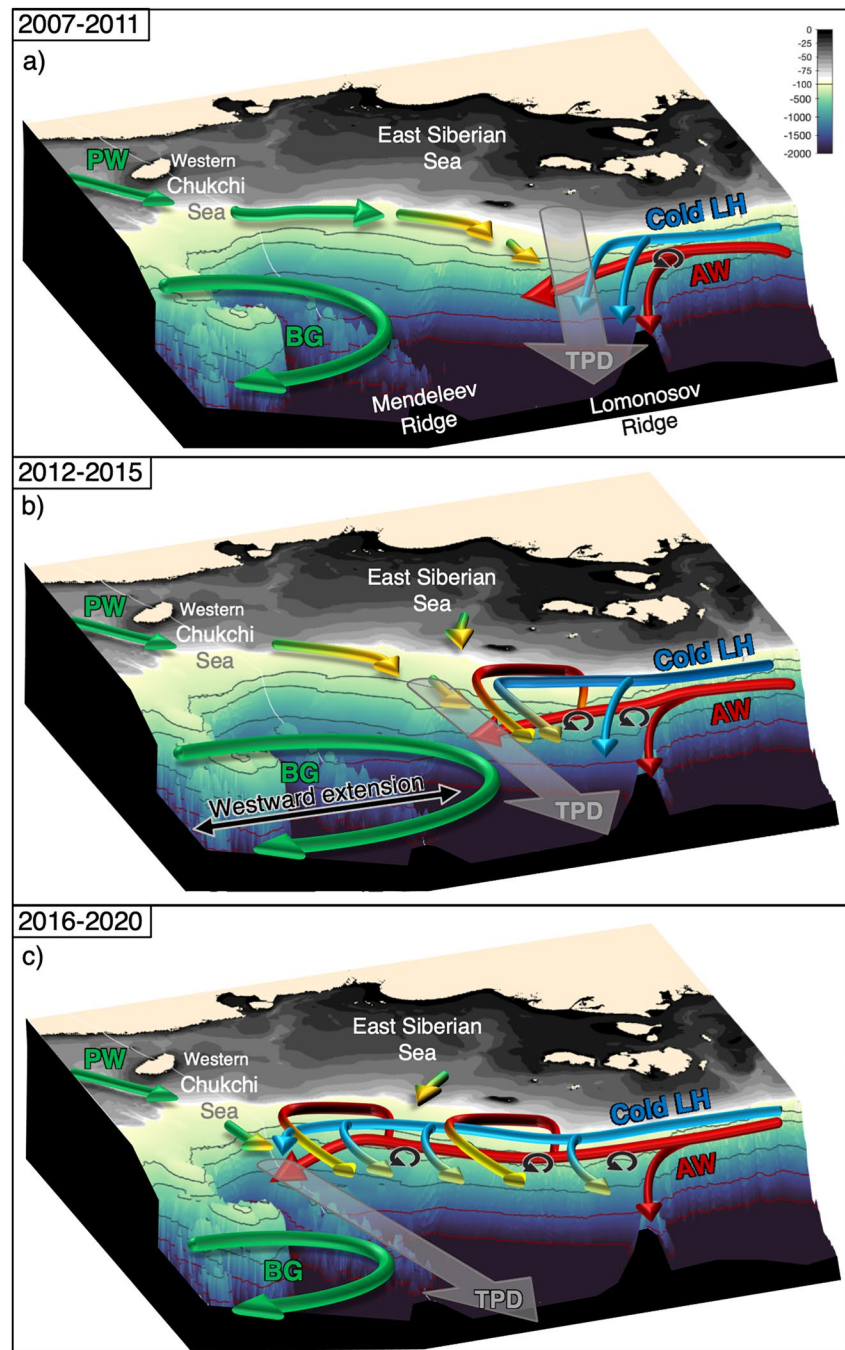 2007-2011
a)
0
-25
-50
-75
-100
-500
-1000
-1500
-2000
East Siberian
Sea
PW
Western
Chukchi
Sea
Cold LH
AW
BG
TPD
Mendeleev
Ridge
Lomonosov
Ridge
2012-2015
b)
East Siberian
Sea
PW
Western
Chukchi
Sea
Cold LH
AW
BG
Westward extension
TPD
2016-2020
c)
East Siberian
Sea
PW
Western
Chukchi
Sea
Cold LH
AW
BG
TPD